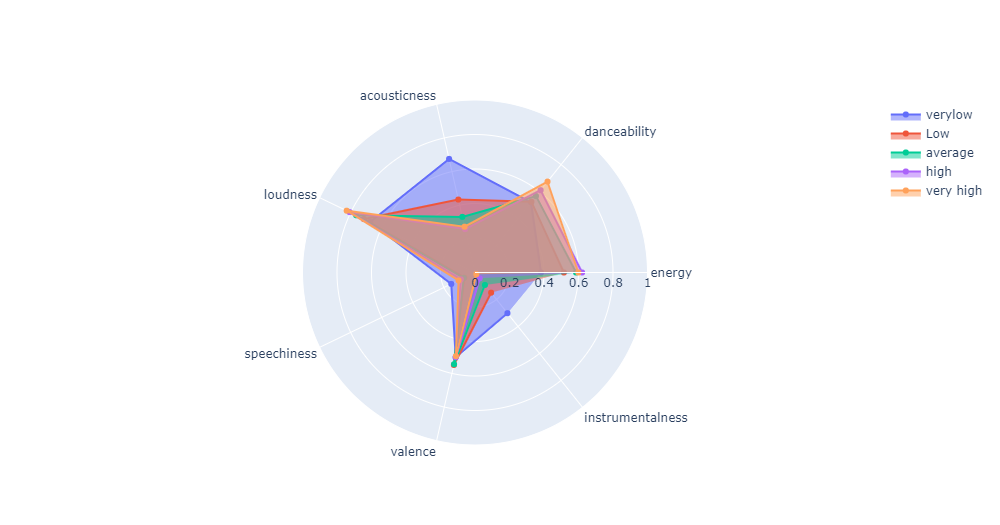 acousticness
danceability
loudness
energy
0 0.2 0.4 0.6 0.8 1
speechiness
instrumentalness
valence
verylow
Low
average
high
very high